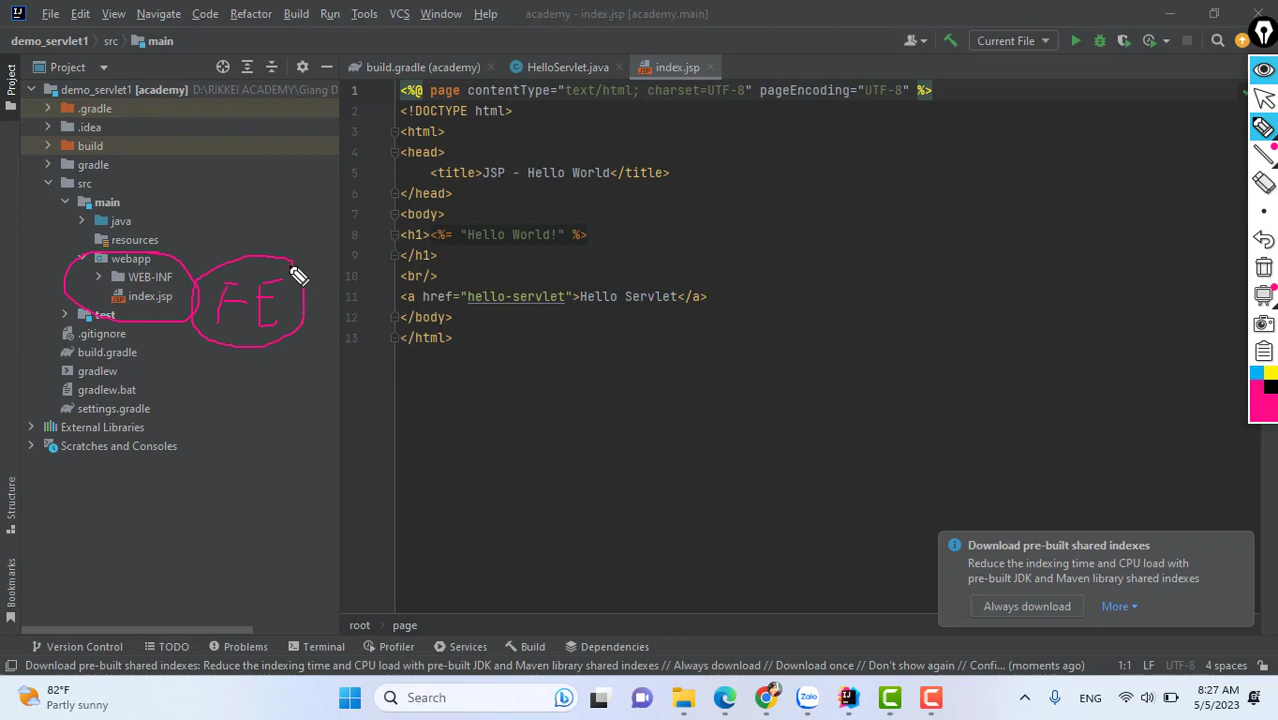 File Edit View Navigate Code Refactor Build Run Tools VCS Window Help academy - index.jsp [academy.main]
demo_servlet1 src main Current File
Project build.gradle (academy) HelloServlet.java index.jsp
Project
demo_servlet1 [academy] D:\RIKKEI ACADEMY\Giang D
.gradle
.idea
build
gradle
src
main
java
resources
webapp
WEB-INF
index.jsp
test
.gitignore
build.gradle
gradlew
gradlew.bat
settings.gradle
External Libraries
Scratches and Consoles
FE
1 <%@ page contentType="text/html; charset=UTF-8" pageEncoding="UTF-8" %>
2 <!DOCTYPE html>
3 <html>
4 <head>
5 <title>JSP - Hello World</title>
6 </head>
7 <body>
8 <h1><%= "Hello World!" %>
9 </h1>
10 <br/>
11 <a href="hello-servlet">Hello Servlet</a>
12 </body>
13 </html>
Structure
Bookmarks
Download pre-built shared indexes
Reduce the indexing time and CPU load with
pre-built JDK and Maven library shared indexes
Always download More
root page
Version Control TODO Problems Terminal Profiler Services Build Dependencies
Download pre-built shared indexes: Reduce the indexing time and CPU load with pre-built JDK and Maven library shared indexes // Always download // Download once // Don't show again // Confi... (moments ago) 1:1 LF UTF-8 4 spaces
82°F
Partly sunny
Search
Zalo
ENG
8:27 AM
5/5/2023